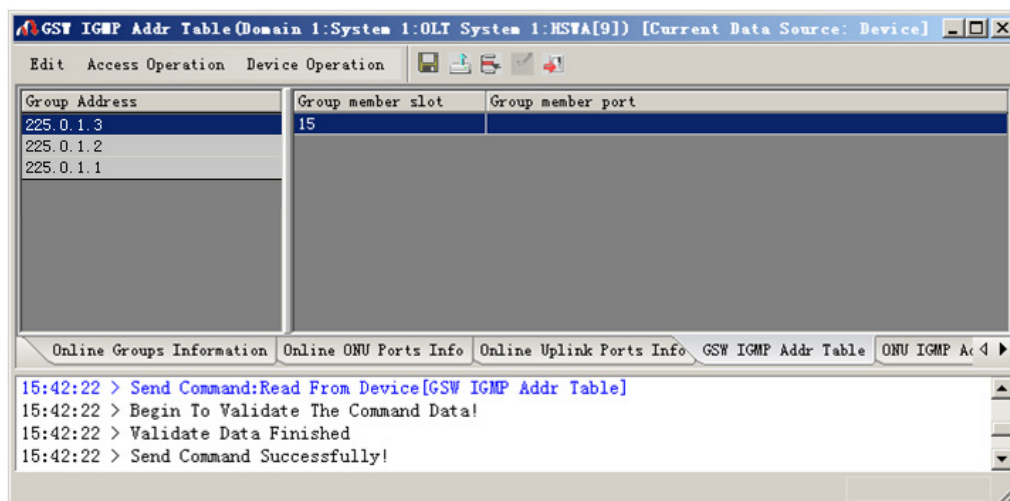 GSW IGMP Addr Table(Domain 1:System 1:OLT System 1:HSWA[9]) [Current Data Source: Device]
Edit Access Operation Device Operation
Group Address Group member slot Group member port
225.0.1.3 15
225.0.1.2
225.0.1.1
Online Groups Information Online ONU Ports Info Online Uplink Ports Info GSW IGMP Addr Table ONU IGMP
15:42:22 > Send Command:Read From Device[GSW IGMP Addr Table]
15:42:22 > Begin To Validate The Command Data!
15:42:22 > Validate Data Finished
15:42:22 > Send Command Successfully!